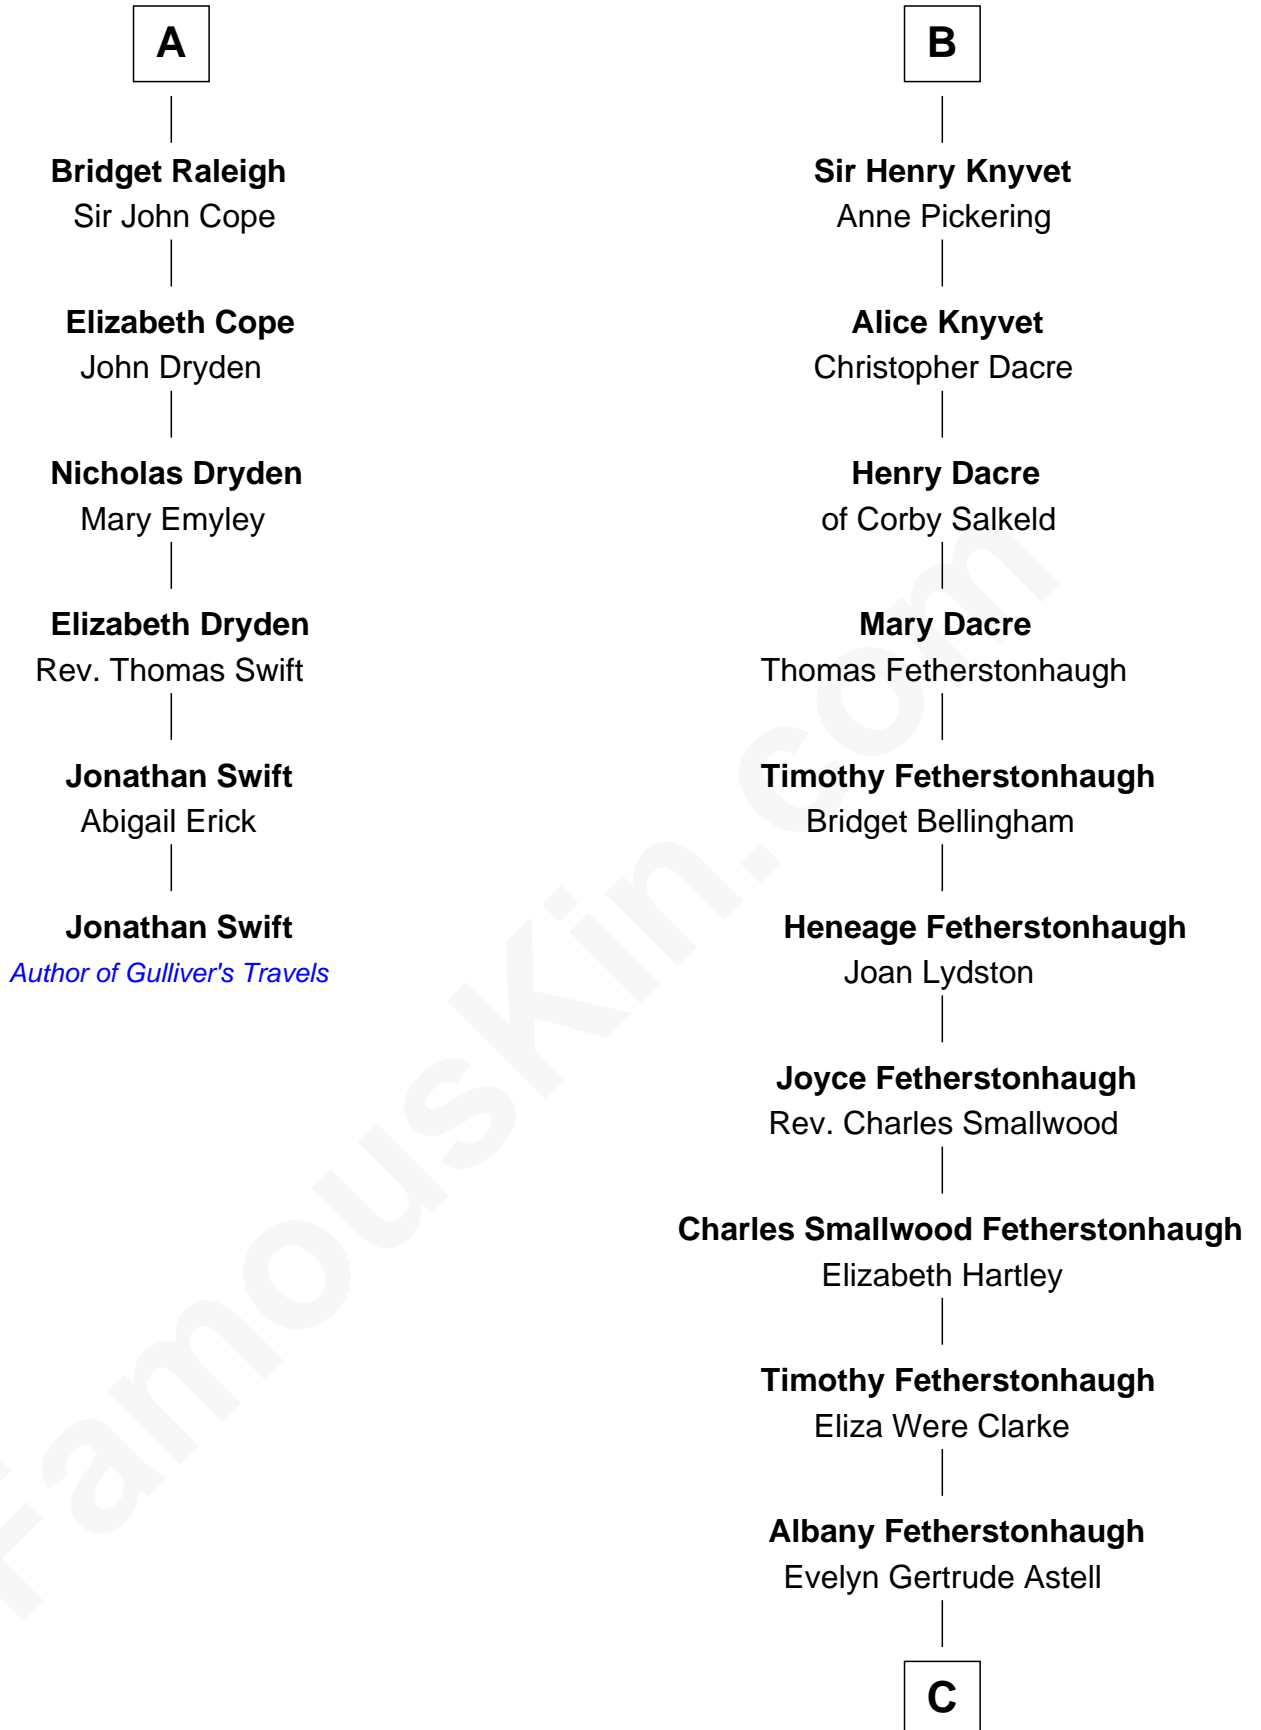 A
Bridget Raleigh
Sir John Cope
Elizabeth Cope
John Dryden
Nicholas Dryden
Mary Emyley
Elizabeth Dryden
Rev. Thomas Swift
Jonathan Swift
Abigail Erick
Jonathan Swift
Author of Gulliver's Travels
B
Sir Henry Knyvet
Anne Pickering
Alice Knyvet
Christopher Dacre
Henry Dacre
of Corby Salkeld
Mary Dacre
Thomas Fetherstonhaugh
Timothy Fetherstonhaugh
Bridget Bellingham
Heneage Fetherstonhaugh
Joan Lydston
Joyce Fetherstonhaugh
Rev. Charles Smallwood
Charles Smallwood Fetherstonhaugh
Elizabeth Hartley
Timothy Fetherstonhaugh
Eliza Were Clarke
Albany Fetherstonhaugh
Evelyn Gertrude Astell
C
FamousKin.com